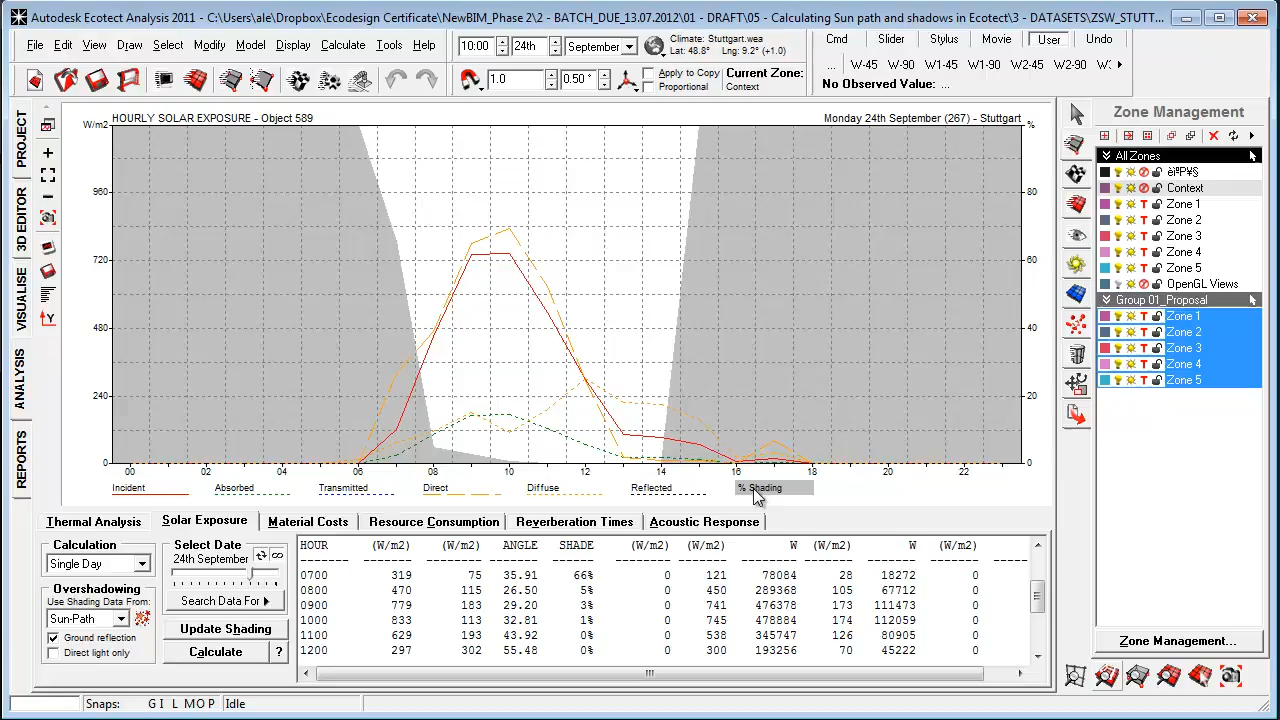 Autodesk Ecotect Analysis 2011 - C:\Users\ale\Dropbox\Ecodesign Certificate\NewBIM_Phase 2\2 - BATCH_DUE_13.07.2012\01 - DRAFT\05 - Calculating Sun path and shadows in Ecotect\3 - DATASETS\ZSW_STUTT...
File Edit View Draw Select Modify Model Display Calculate Tools Help
10:00 24th September
Climate: Stuttgart.wea
Lat: 48.8° Lng: 9.2° (+1.0)
Cmd Slider Stylus Movie User Undo
... W-45 W-90 W1-45 W1-90 W2-45 W2-90 W:
1.0 0.50 °
Apply to Copy
Proportional
Current Zone:
Context
No Observed Value: ...
PROJECT
3D EDITOR
VISUALISE
ANALYSIS
REPORTS
HOURLY SOLAR EXPOSURE - Object 589
Monday 24th September (267) - Stuttgart
W/m2 %
960 80
720 60
480 40
240 20
0 0
00 02 04 06 08 10 12 14 16 18 20 22
Incident Absorbed Transmitted Direct Diffuse Reflected % Shading
Thermal Analysis Solar Exposure Material Costs Resource Consumption Reverberation Times Acoustic Response
Calculation
Single Day
Overshadowing
Use Shading Data From:
Sun-Path
Ground reflection
Direct light only
Select Date
24th September
Search Data For
Update Shading
Calculate ?
HOUR (W/m2) (W/m2) ANGLE SHADE (W/m2) (W/m2) W (W/m2) W (W/m2)
0700 319 75 35.91 66% 0 121 78084 28 18272 0
0800 470 115 26.50 5% 0 450 289368 105 67712 0
0900 779 183 29.20 3% 0 741 476378 173 111473 0
1000 833 113 32.81 1% 0 745 478884 174 112059 0
1100 629 193 43.92 0% 0 538 345747 126 80905 0
1200 297 302 55.48 0% 0 300 193256 70 45222 0
Zone Management
All Zones
Context
Zone 1
Zone 2
Zone 3
Zone 4
Zone 5
OpenGL Views
Group 01_Proposal
Zone 1
Zone 2
Zone 3
Zone 4
Zone 5
Zone Management...
Snaps: G I L M O P Idle